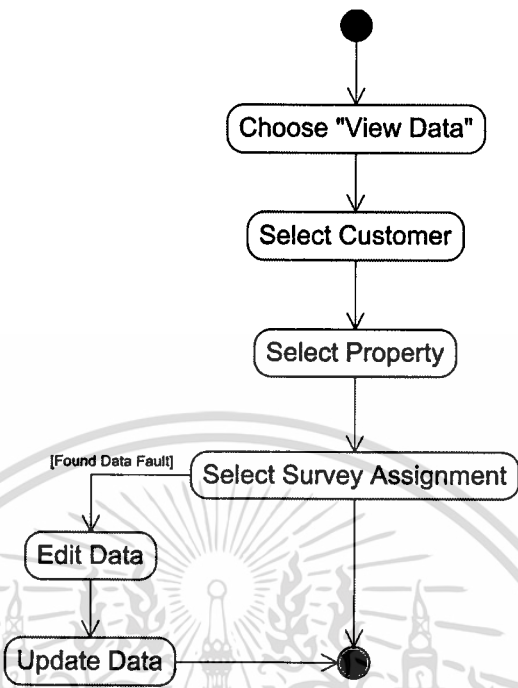 Choose "View Data"
Select Customer
Select Property
[Found Data Fault]
Select Survey Assignment
Edit Data
Update Data